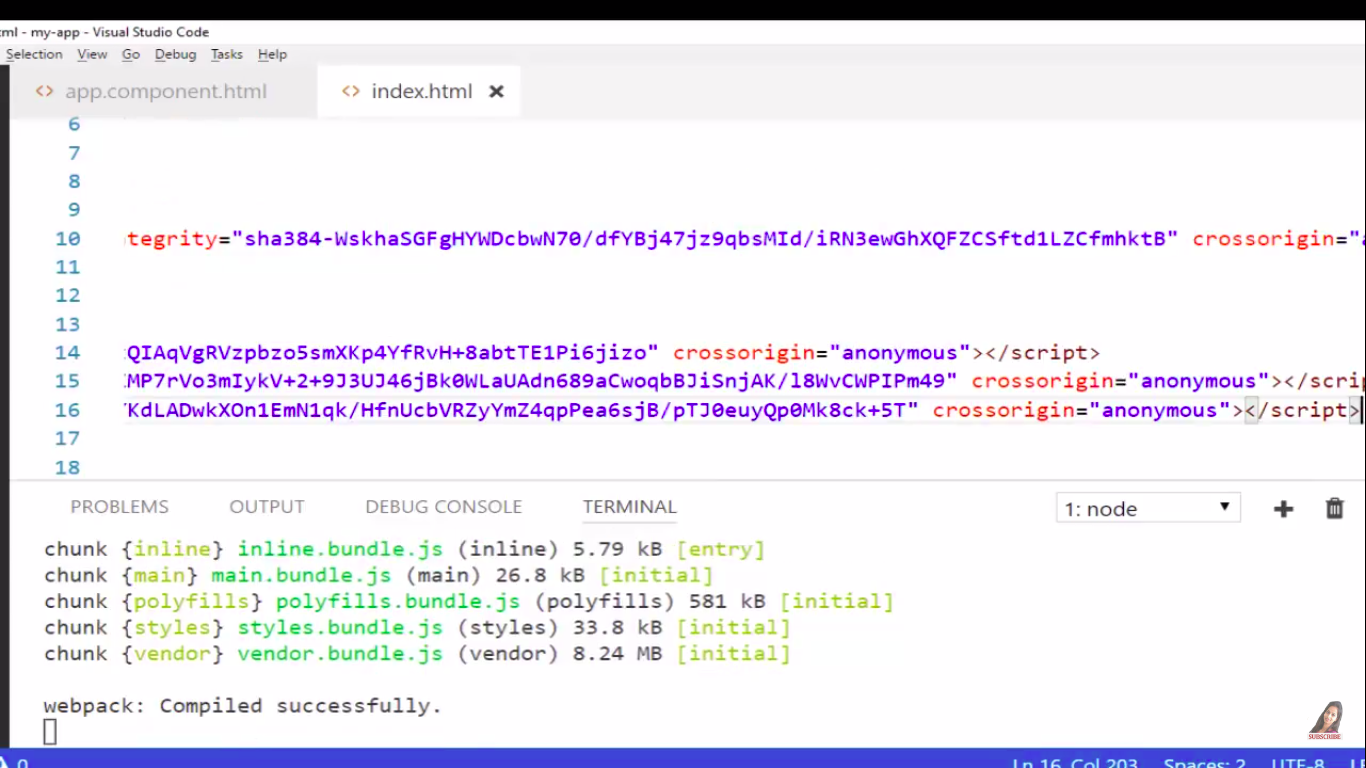 ml - my-app - Visual Studio Code
Selection View Go Debug Tasks Help
<> app.component.html <> index.html ×
6
7
8
9
10 tegrity="sha384-WskhaSGFgHYWDcbwN70/dfYBj47jz9qbsMId/iRN3ewGhXQFZCSftd1LZCfmhktB" crossorigin="a
11
12
13
14 QIAqVgRVzpbzo5smXKp4YfRvH+8abtTE1Pi6jizo" crossorigin="anonymous"></script>
15 MP7rVo3mIykV+2+9J3UJ46jBk0WLaUAdn689aCwoqbBJiSnjAK/l8WvCWPIPm49" crossorigin="anonymous"></scri
16 KdLADwkXOn1EmN1qk/HfnUcbVRZyYmZ4qpPea6sjB/pTJ0euyQp0Mk8ck+5T" crossorigin="anonymous"></script>
17
18
PROBLEMS OUTPUT DEBUG CONSOLE TERMINAL 1: node
chunk {inline} inline.bundle.js (inline) 5.79 kB [entry]
chunk {main} main.bundle.js (main) 26.8 kB [initial]
chunk {polyfills} polyfills.bundle.js (polyfills) 581 kB [initial]
chunk {styles} styles.bundle.js (styles) 33.8 kB [initial]
chunk {vendor} vendor.bundle.js (vendor) 8.24 MB [initial]
webpack: Compiled successfully.
SUBSCRIBE
0 Ln 16, Col 203 Spaces: 2 UTF-8